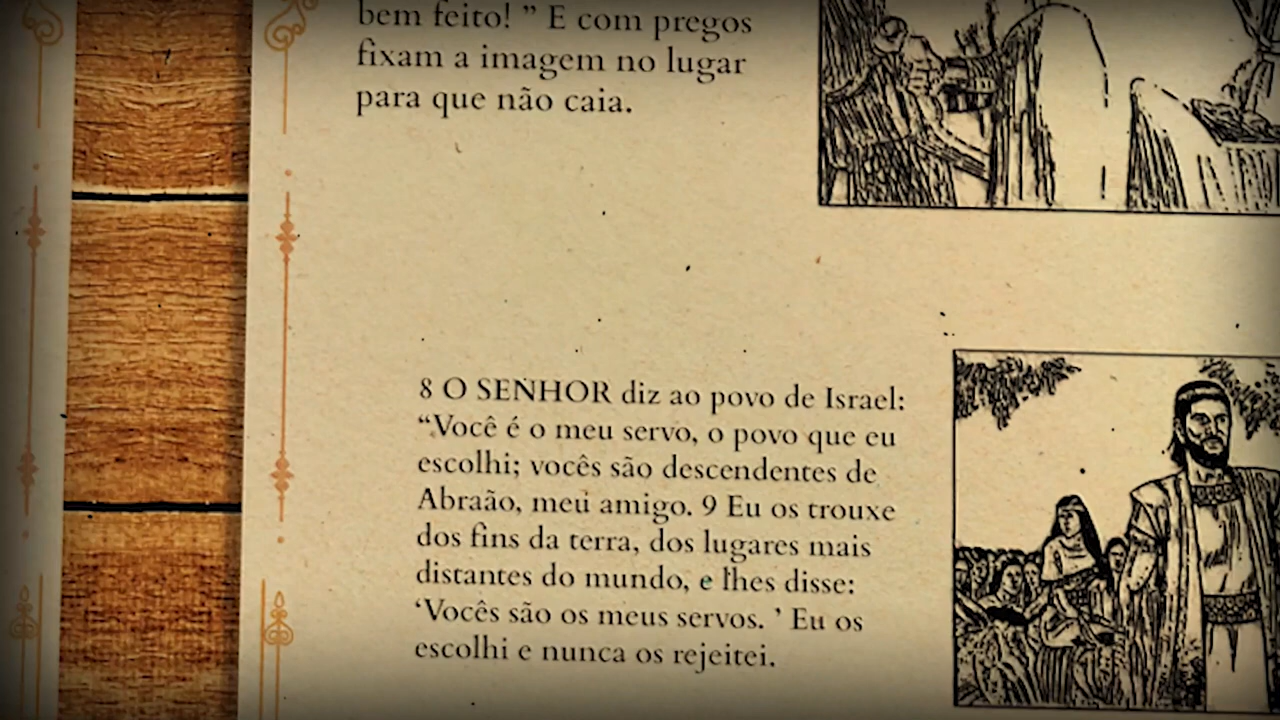 bem feito! ” E com pregos
fixam a imagem no lugar
para que não caia.
8 O SENHOR diz ao povo de Israel:
“Você é o meu servo, o povo que eu
escolhi; vocês são descendentes de
Abraão, meu amigo. 9 Eu os trouxe
dos fins da terra, dos lugares mais
distantes do mundo, e lhes disse:
‘Vocês são os meus servos. ’ Eu os
escolhi e nunca os rejeitei.